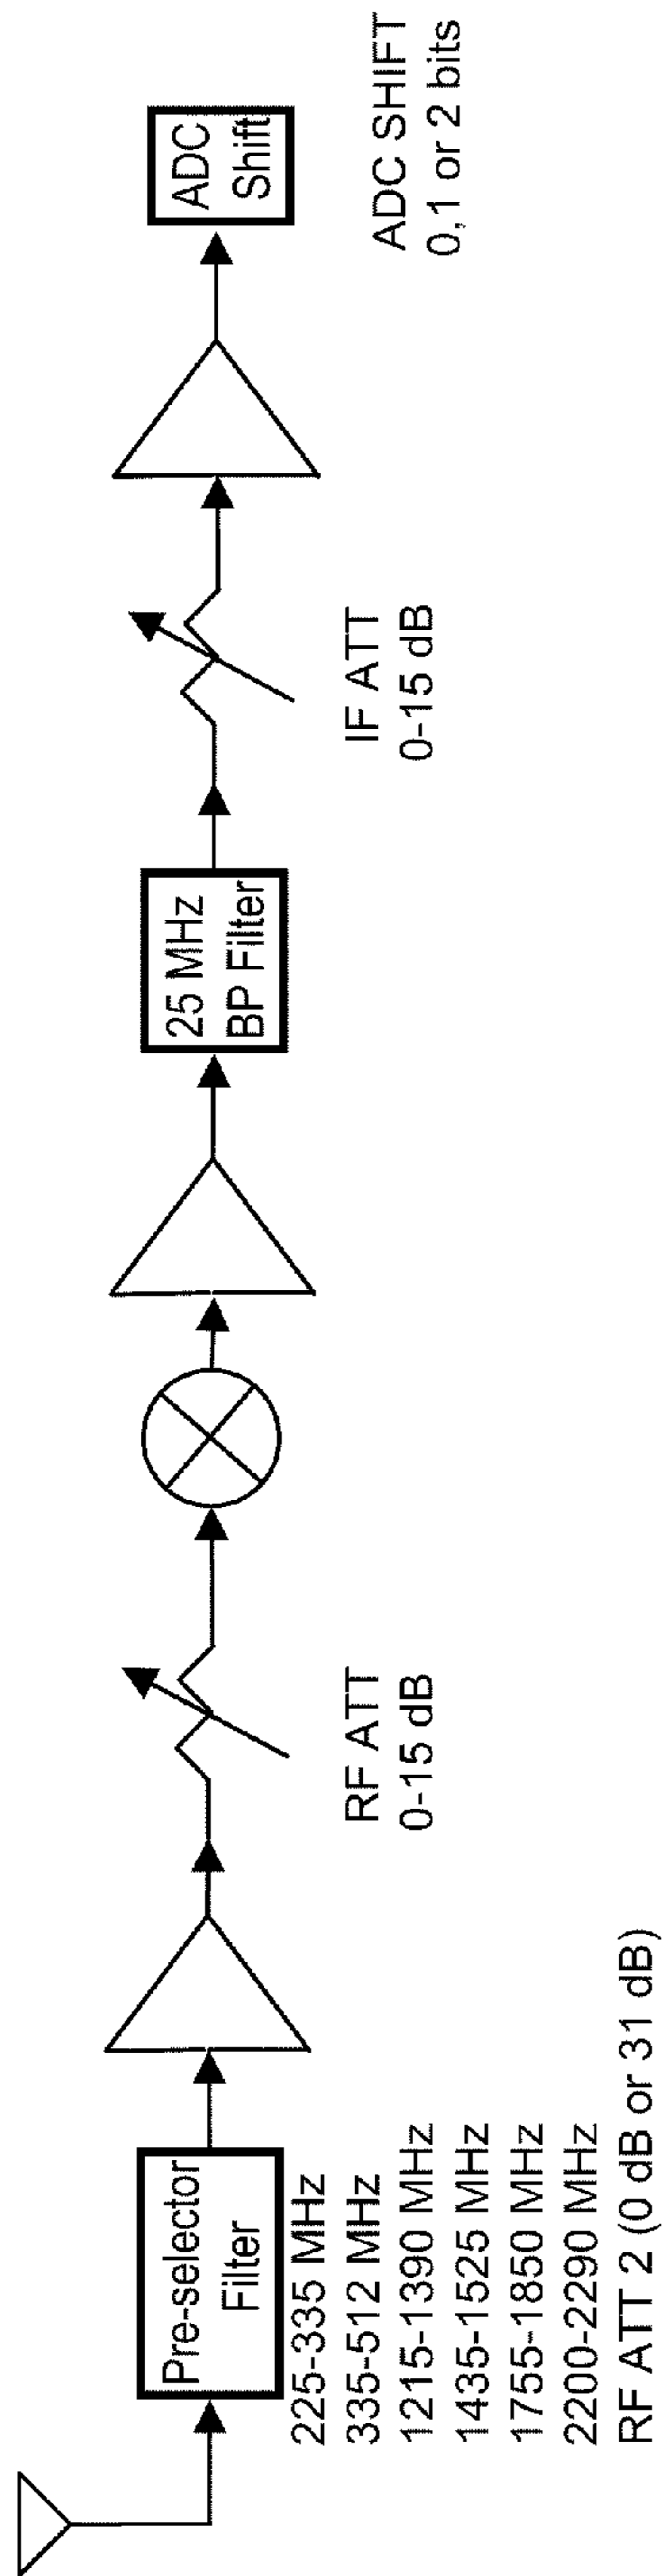 Pre-selector
Filter
225-335 MHz
335-512 MHz
1215-1390 MHz
1435-1525 MHz
1755-1850 MHz
2200-2290 MHz
RF ATT 2 (0 dB or 31 dB)
RF ATT
0-15 dB
25 MHz
BP Filter
IF ATT
0-15 dB
ADC
Shift
ADC SHIFT
0,1 or 2 bits